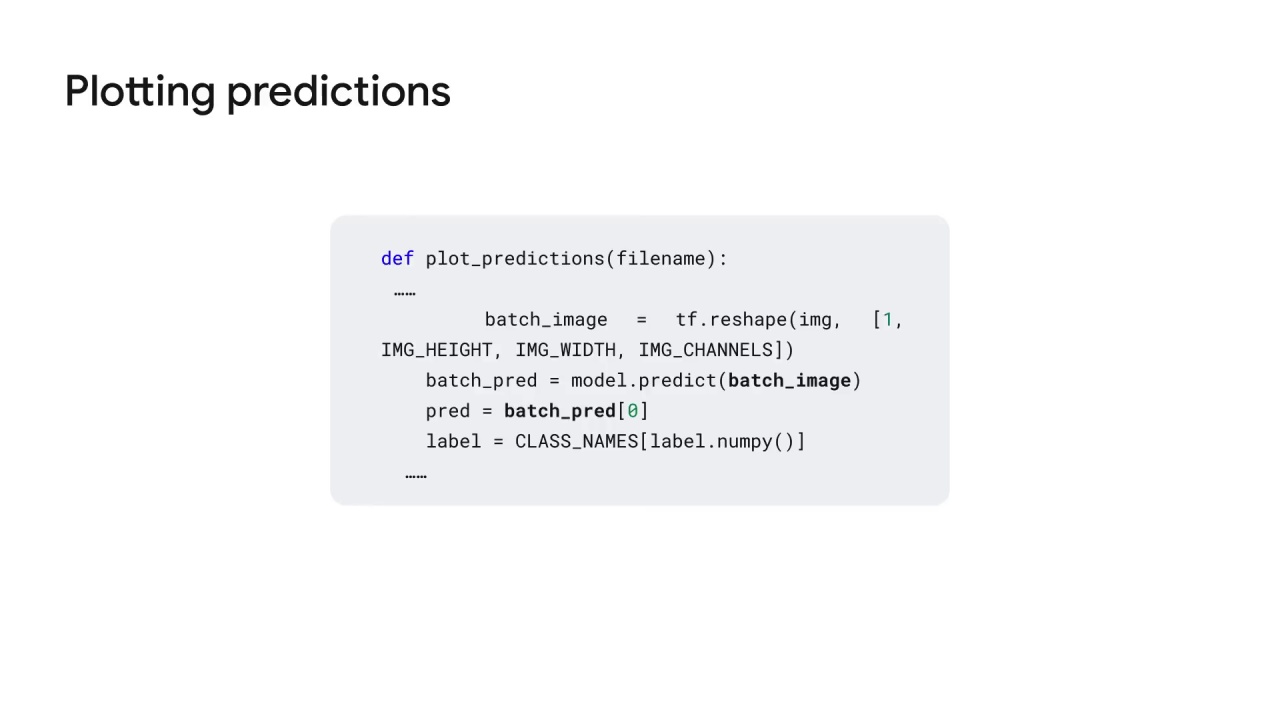 Plotting predictions
def plot_predictions(filename):
……
batch_image = tf.reshape(img, [1,
IMG_HEIGHT, IMG_WIDTH, IMG_CHANNELS])
batch_pred = model.predict(batch_image)
pred = batch_pred[0]
label = CLASS_NAMES[label.numpy()]
……